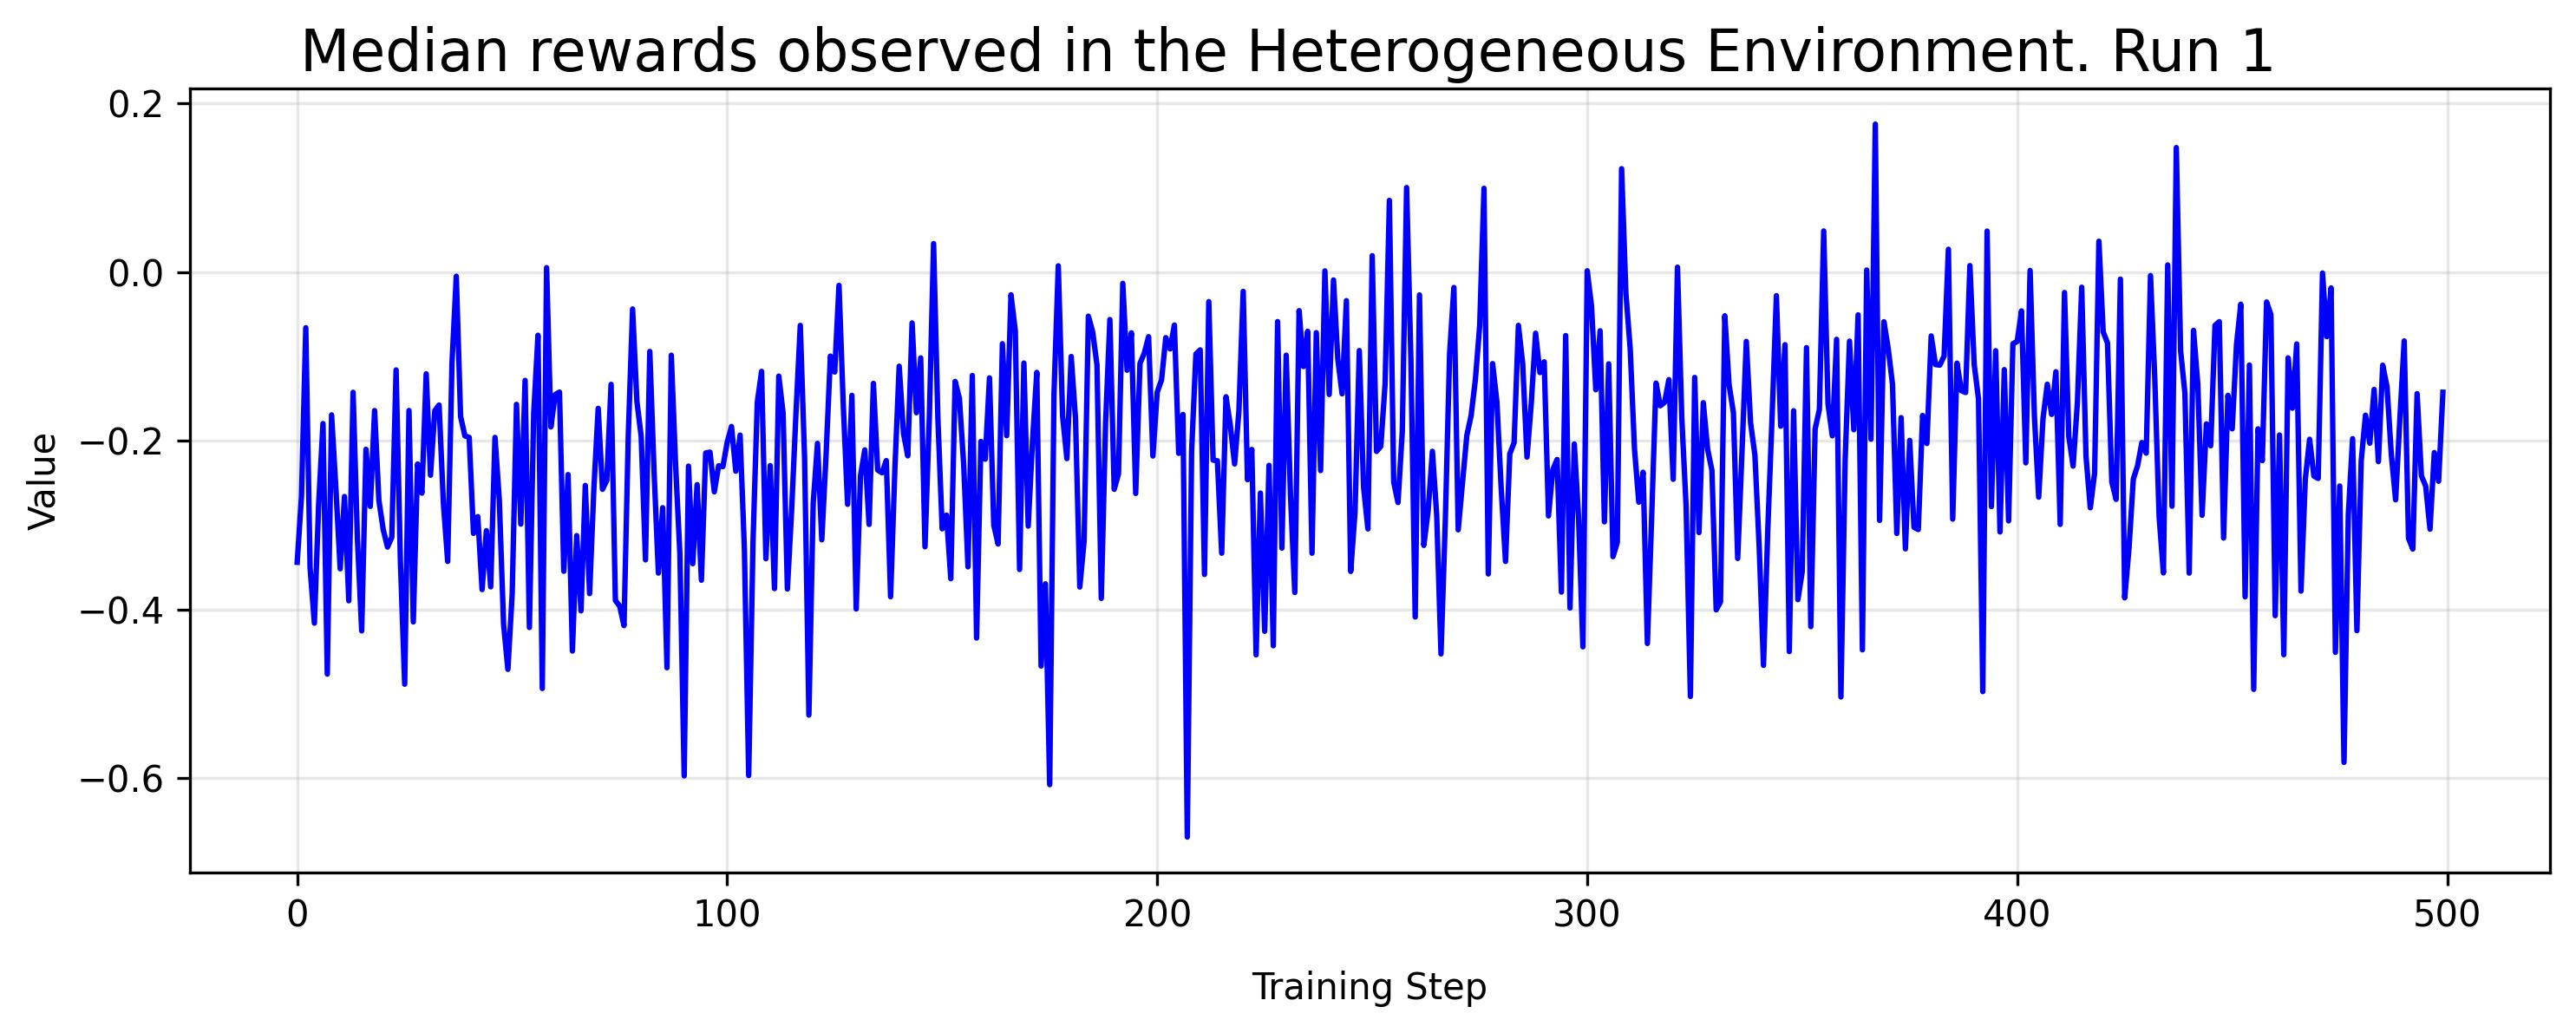 Median rewards observed in the Heterogeneous Environment. Run 1
0.2
0.0
−0.2
−0.4
−0.6
Value
0 100 200 300 400 500
Training Step